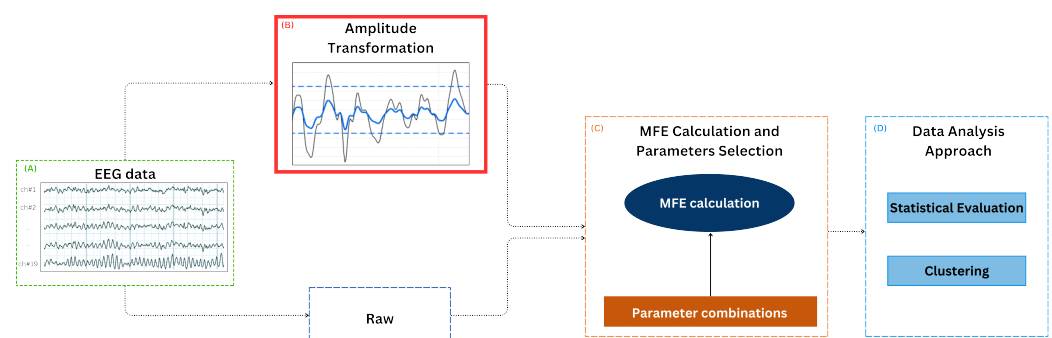 (A)
EEG data
ch#1
ch#2
ch#19
(B)
Amplitude
Transformation
Raw
(C)
MFE Calculation and
Parameters Selection
MFE calculation
Parameter combinations
(D)
Data Analysis
Approach
Statistical Evaluation
Clustering